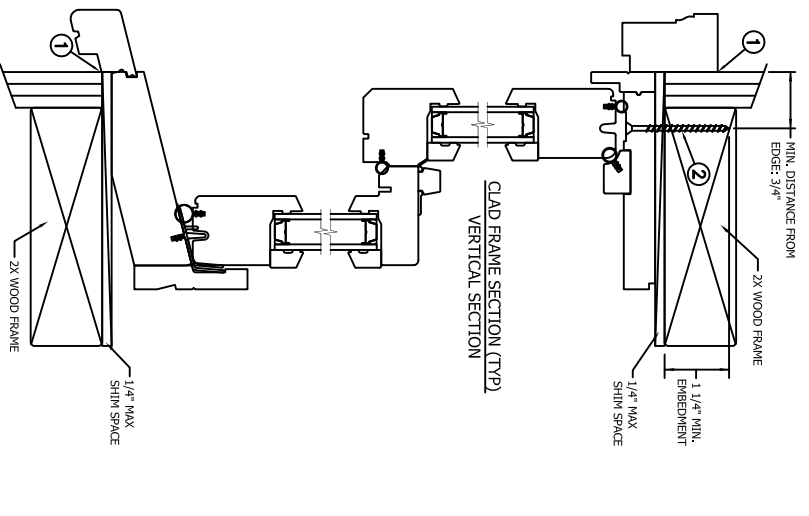 1
MIN. DISTANCE FROM
EDGE: 3/4"
2
2X WOOD FRAME
1 1/4" MIN.
EMBEDMENT
1/4" MAX
SHIM SPACE
CLAD FRAME SECTION (TYP)
VERTICAL SECTION
1
2X WOOD FRAME
1/4" MAX
SHIM SPACE